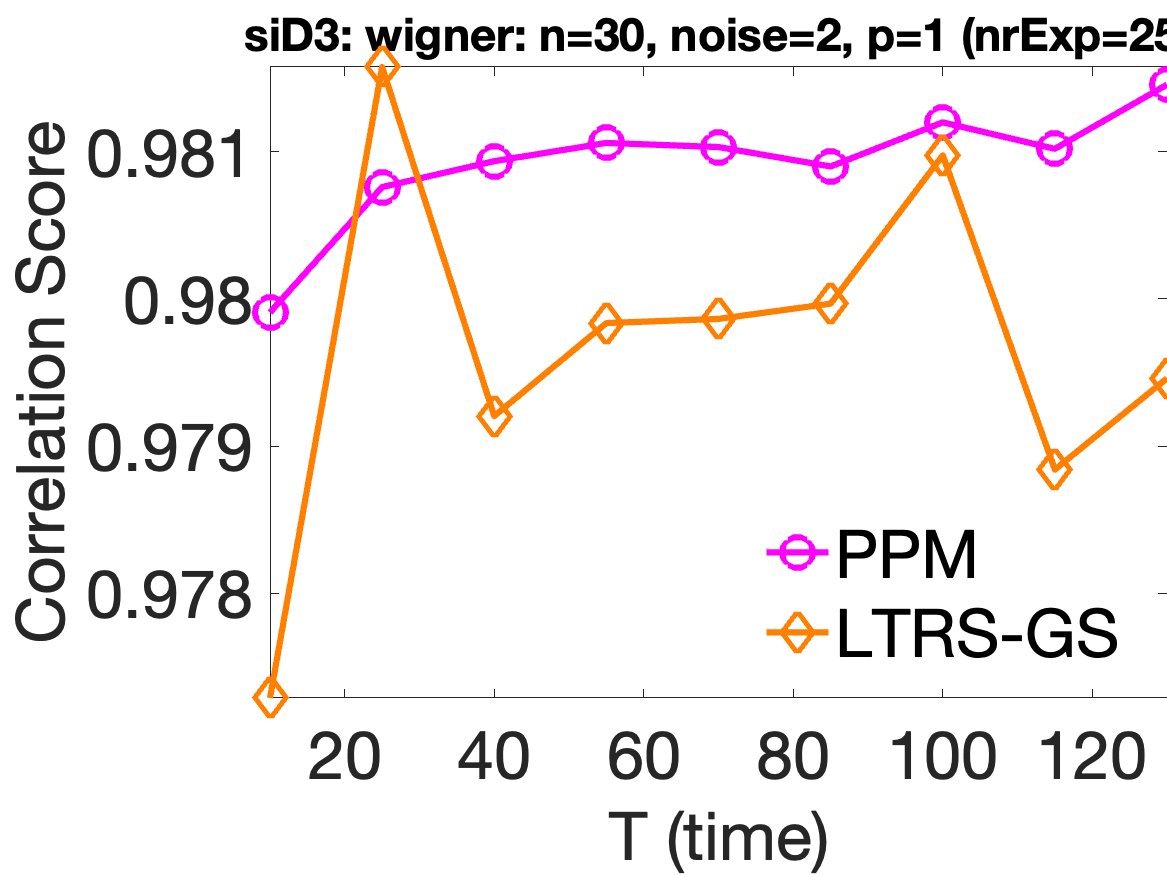 siD3: wigner: n=30, noise=2, p=1 (nrExp=25
Correlation Score
0.981
0.98
0.979
0.978
PPM
LTRS-GS
20 40 60 80 100 120
T (time)